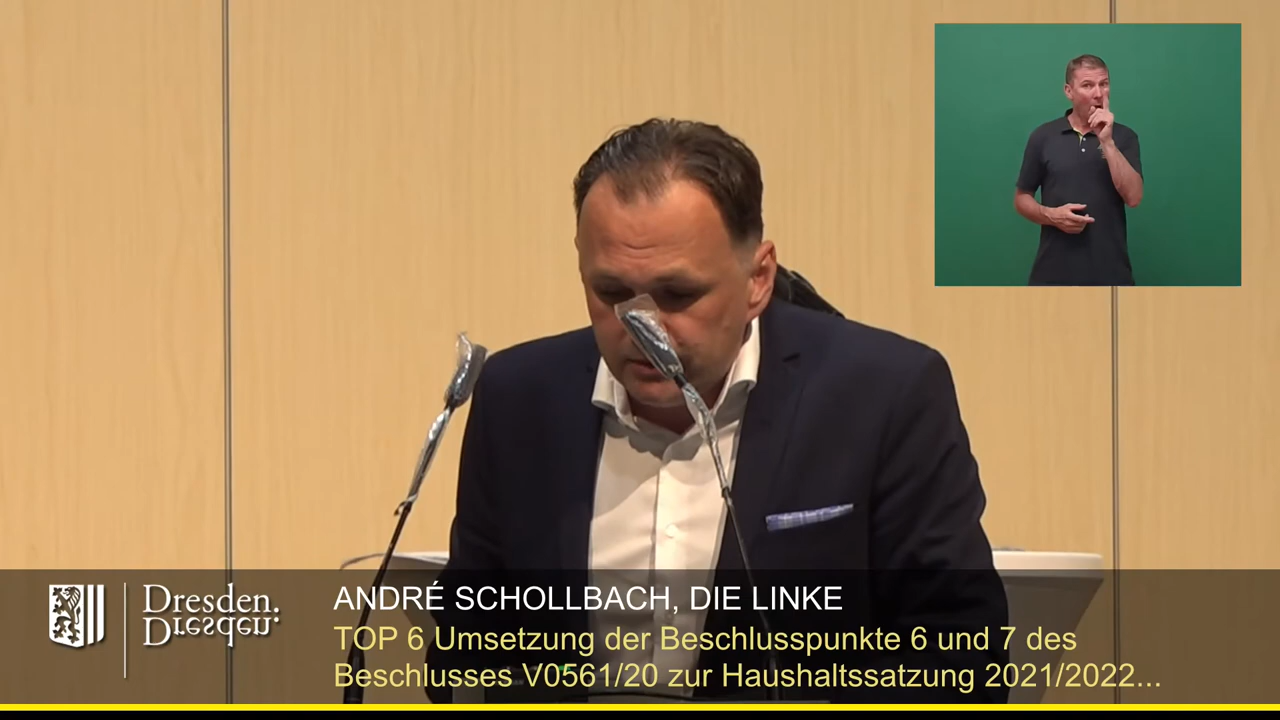 Dresden.
Dresden.
ANDRÉ SCHOLLBACH, DIE LINKE
TOP 6 Umsetzung der Beschlusspunkte 6 und 7 des
Beschlusses V0561/20 zur Haushaltssatzung 2021/2022...